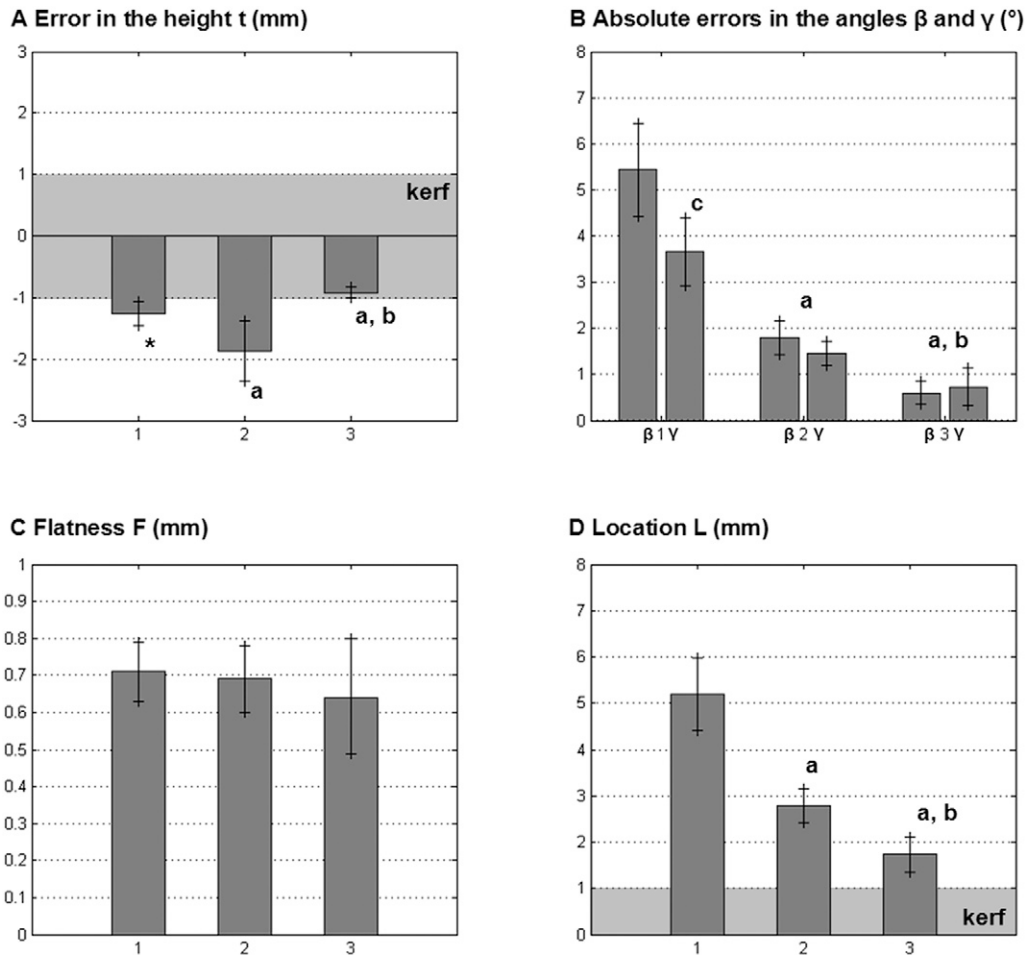 A Error in the height t (mm)
3
2
1
0
-1
-2
-3
kerf
*
a
a, b
1 2 3
B Absolute errors in the angles β and γ (°)
8
7
6
5
4
3
2
1
0
c
a
a, b
β 1 γ β 2 γ β 3 γ
C Flatness F (mm)
1
0.9
0.8
0.7
0.6
0.5
0.4
0.3
0.2
0.1
0
1 2 3
D Location L (mm)
8
7
6
5
4
3
2
1
0
a
a, b
kerf
1 2 3